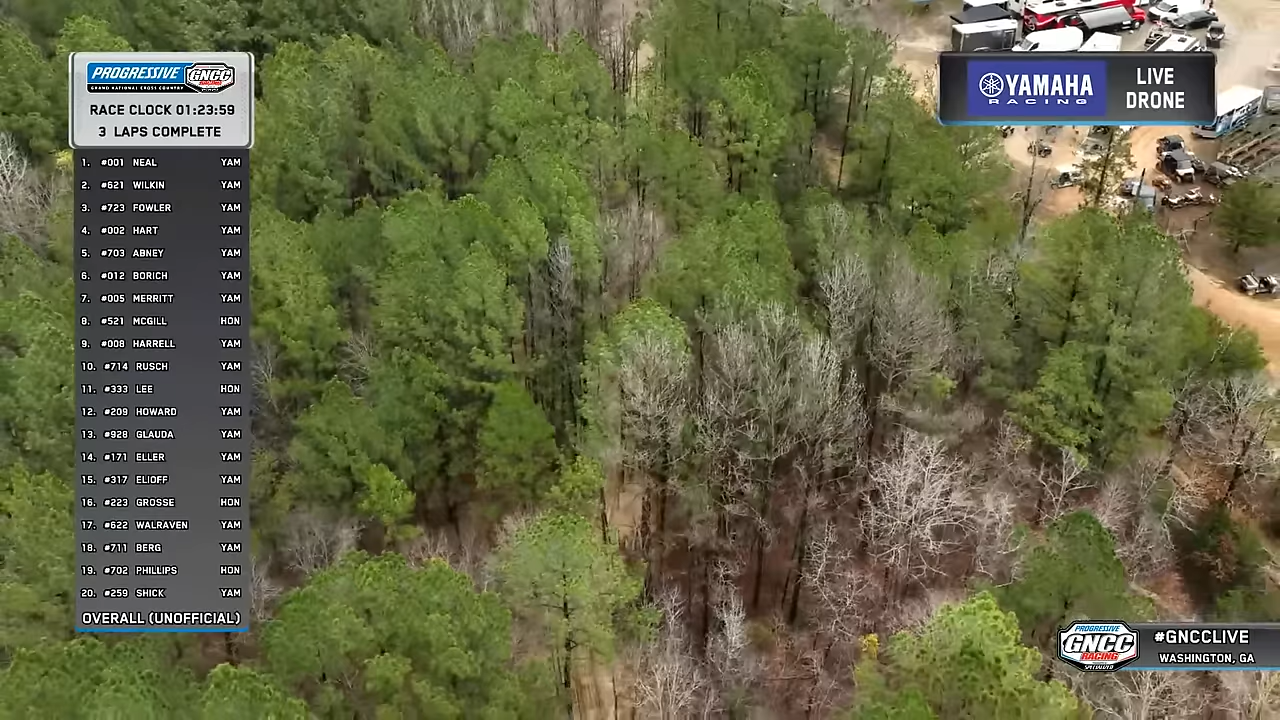 PROGRESSIVE GNCC RACING
GRAND NATIONAL CROSS COUNTRY
RACE CLOCK 01:23:59
3 LAPS COMPLETE
1. #001 NEAL YAM
2. #621 WILKIN YAM
3. #723 FOWLER YAM
4. #002 HART YAM
5. #703 ABNEY YAM
6. #012 BORICH YAM
7. #005 MERRITT YAM
8. #521 MCGILL HON
9. #008 HARRELL YAM
10. #714 RUSCH YAM
11. #333 LEE HON
12. #209 HOWARD YAM
13. #928 GLAUDA YAM
14. #171 ELLER YAM
15. #317 ELIOFF YAM
16. #223 GROSSE HON
17. #622 WALRAVEN YAM
18. #711 BERG YAM
19. #702 PHILLIPS HON
20. #259 SHICK YAM
OVERALL (UNOFFICIAL)
YAMAHA
RACING
LIVE
DRONE
PROGRESSIVE
GNCC
RACING
SPECIALIZED
#GNCCLIVE
WASHINGTON, GA